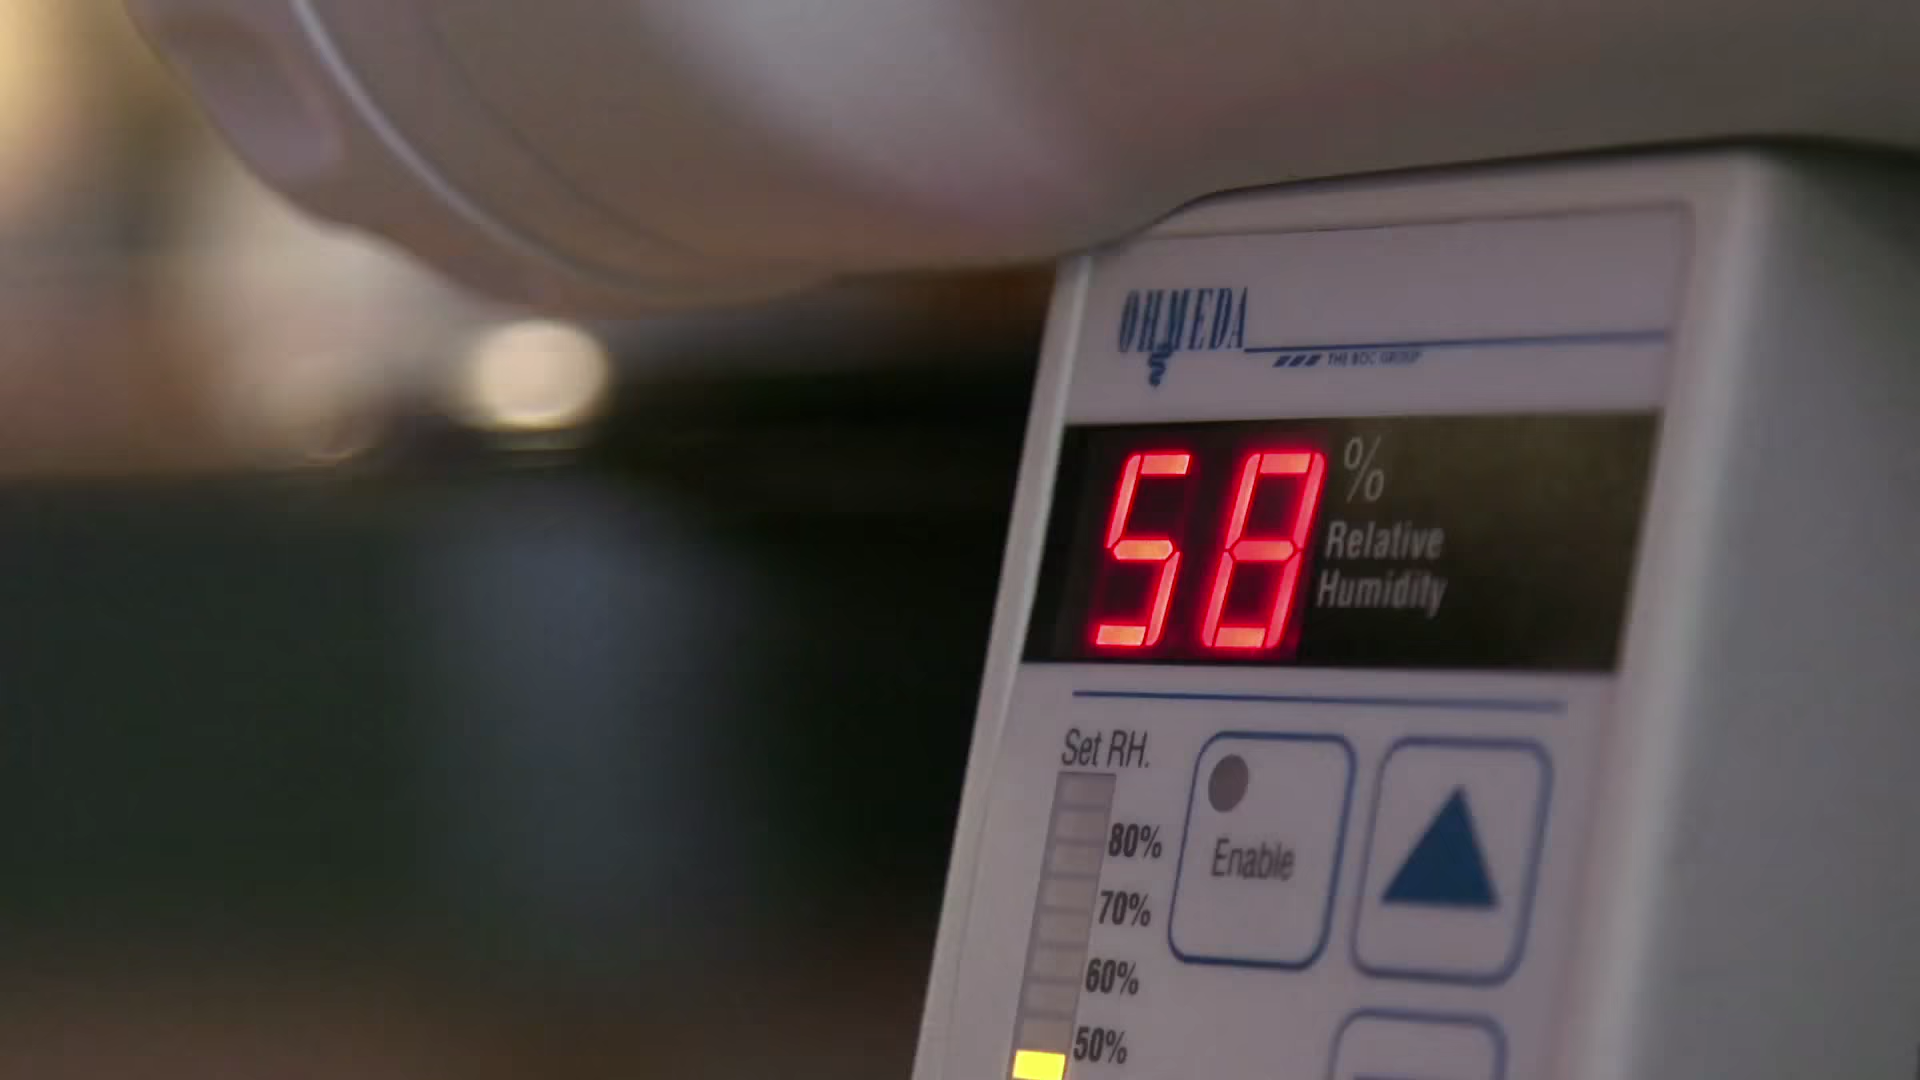 OHMEDA
THE BOC GROUP
58 %
Relative
Humidity
Set RH.
80%
70%
60%
50%
Enable